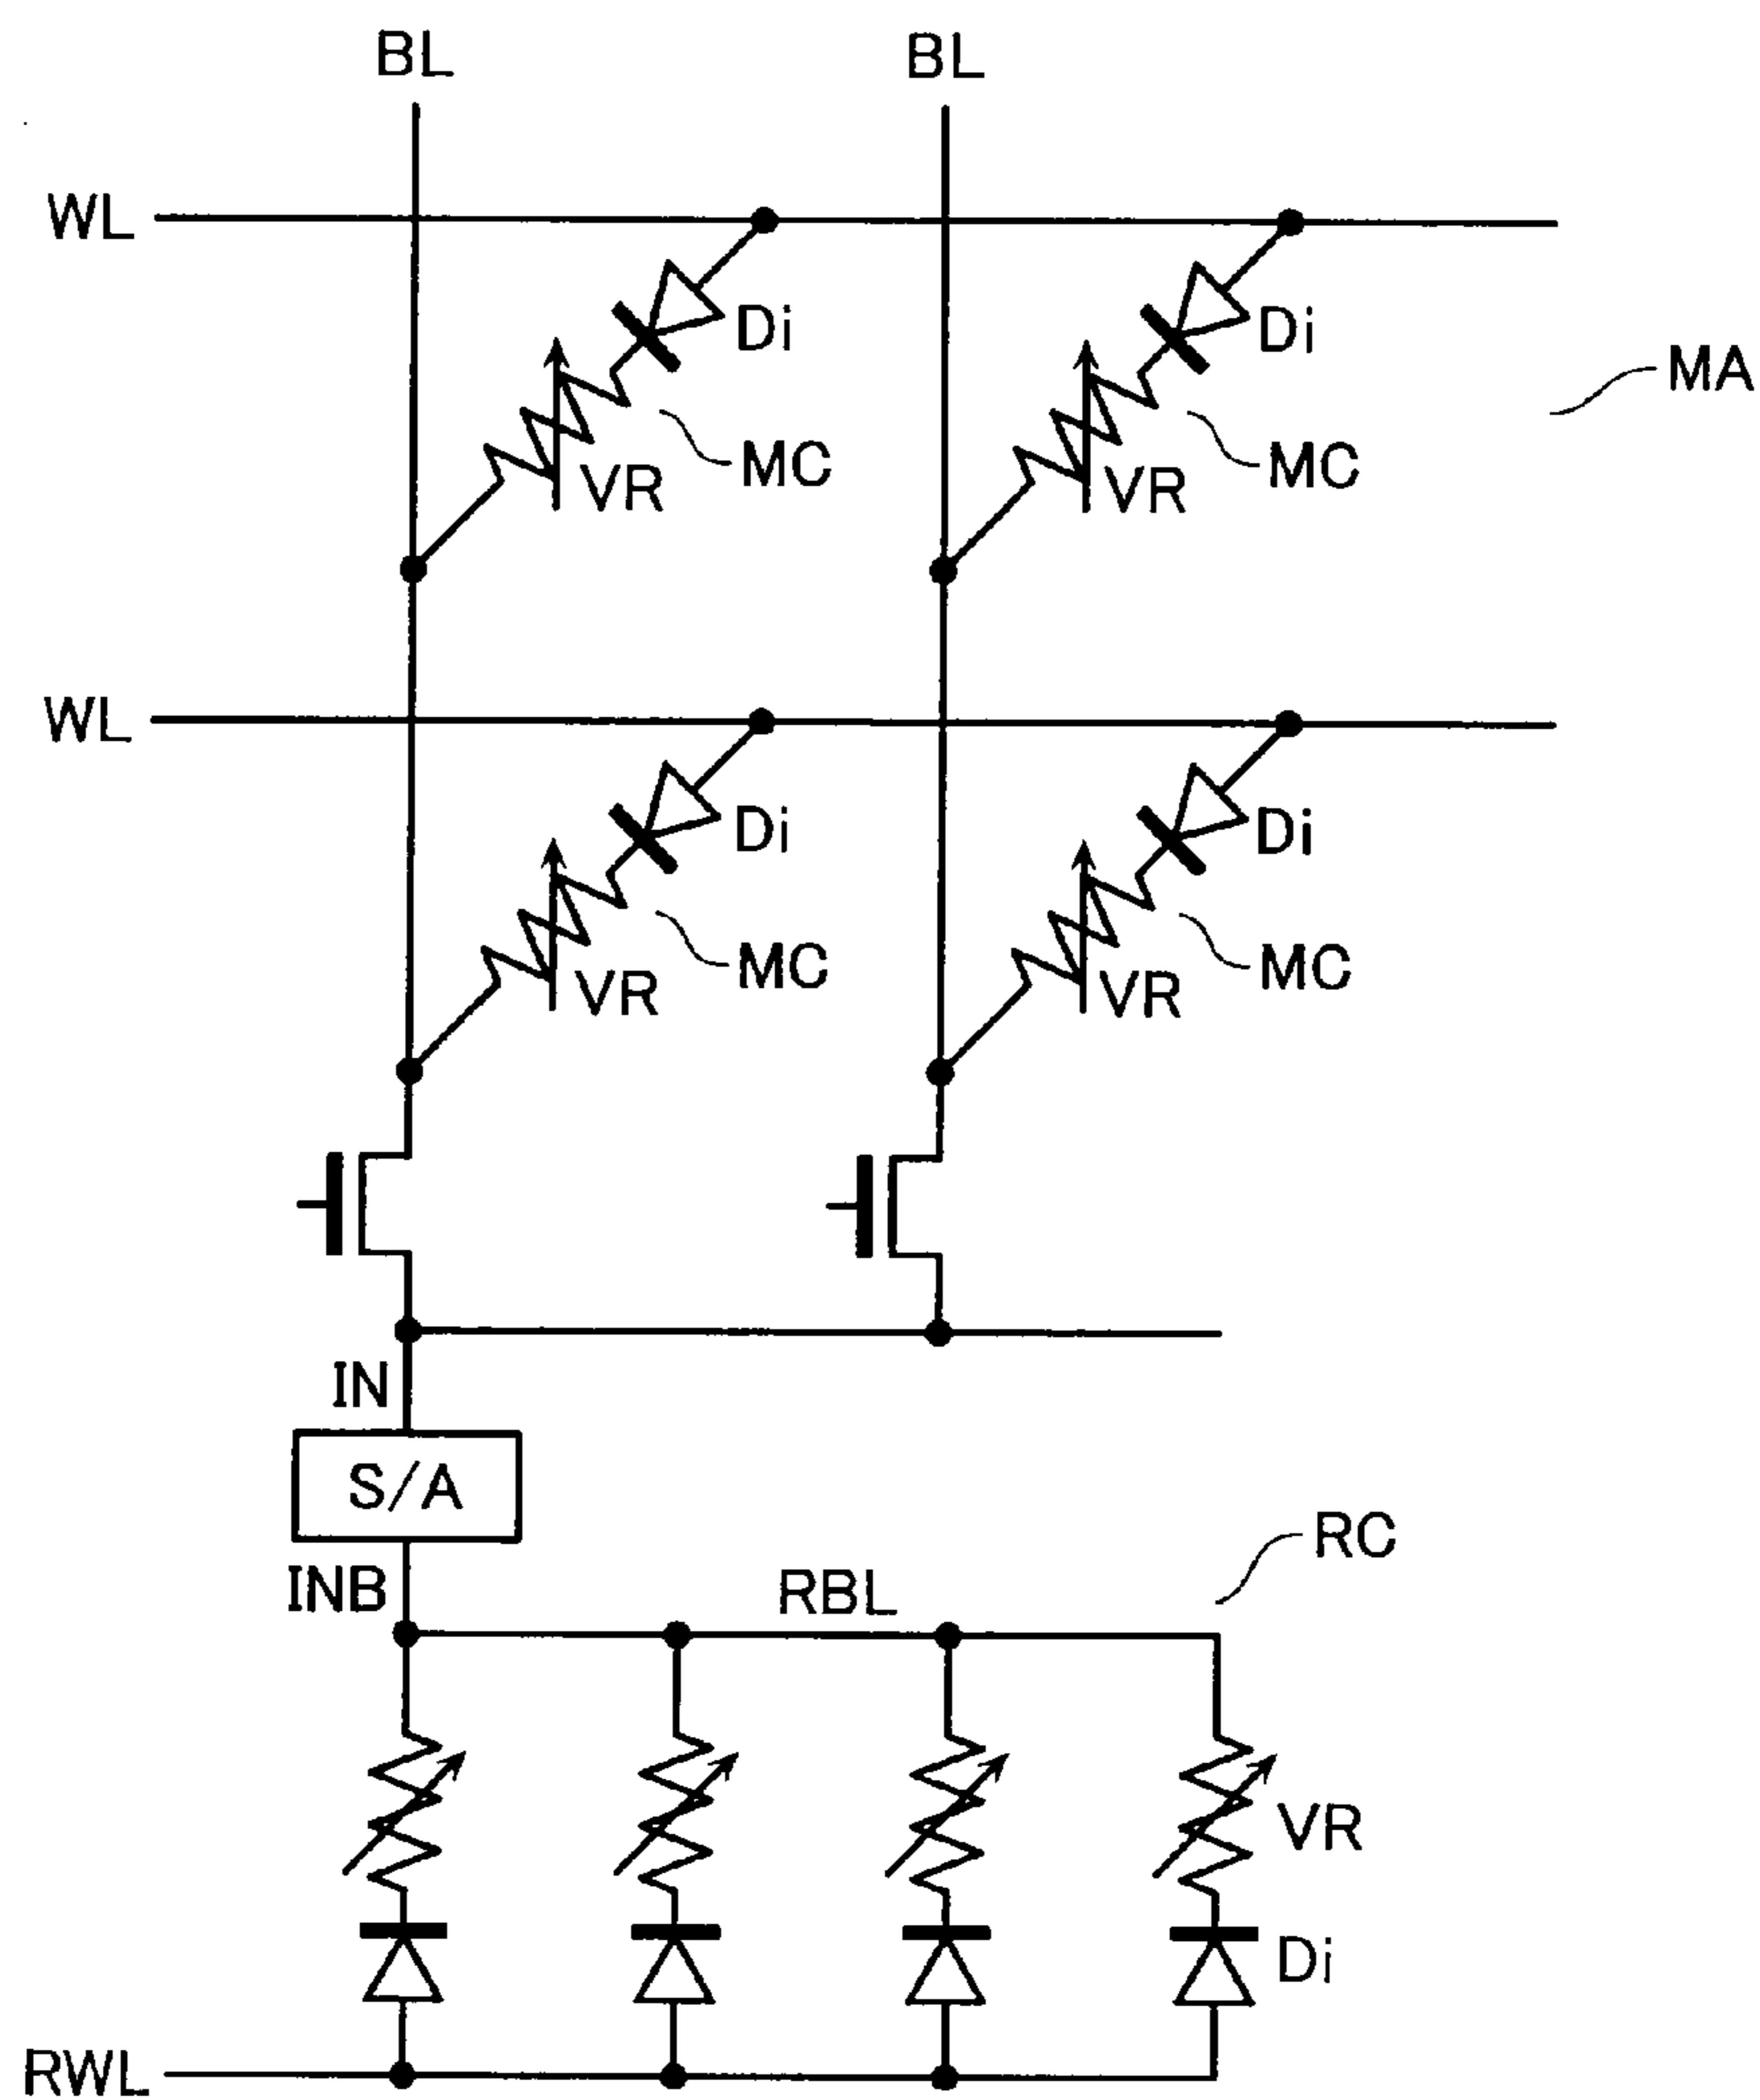 BL
BL
WL
Di
Di
MA
MC
MC
VR
VR
WL
Di
Di
MC
MC
VR
VR
IN
S/A
RC
INB
RBL
VR
Di
RWL